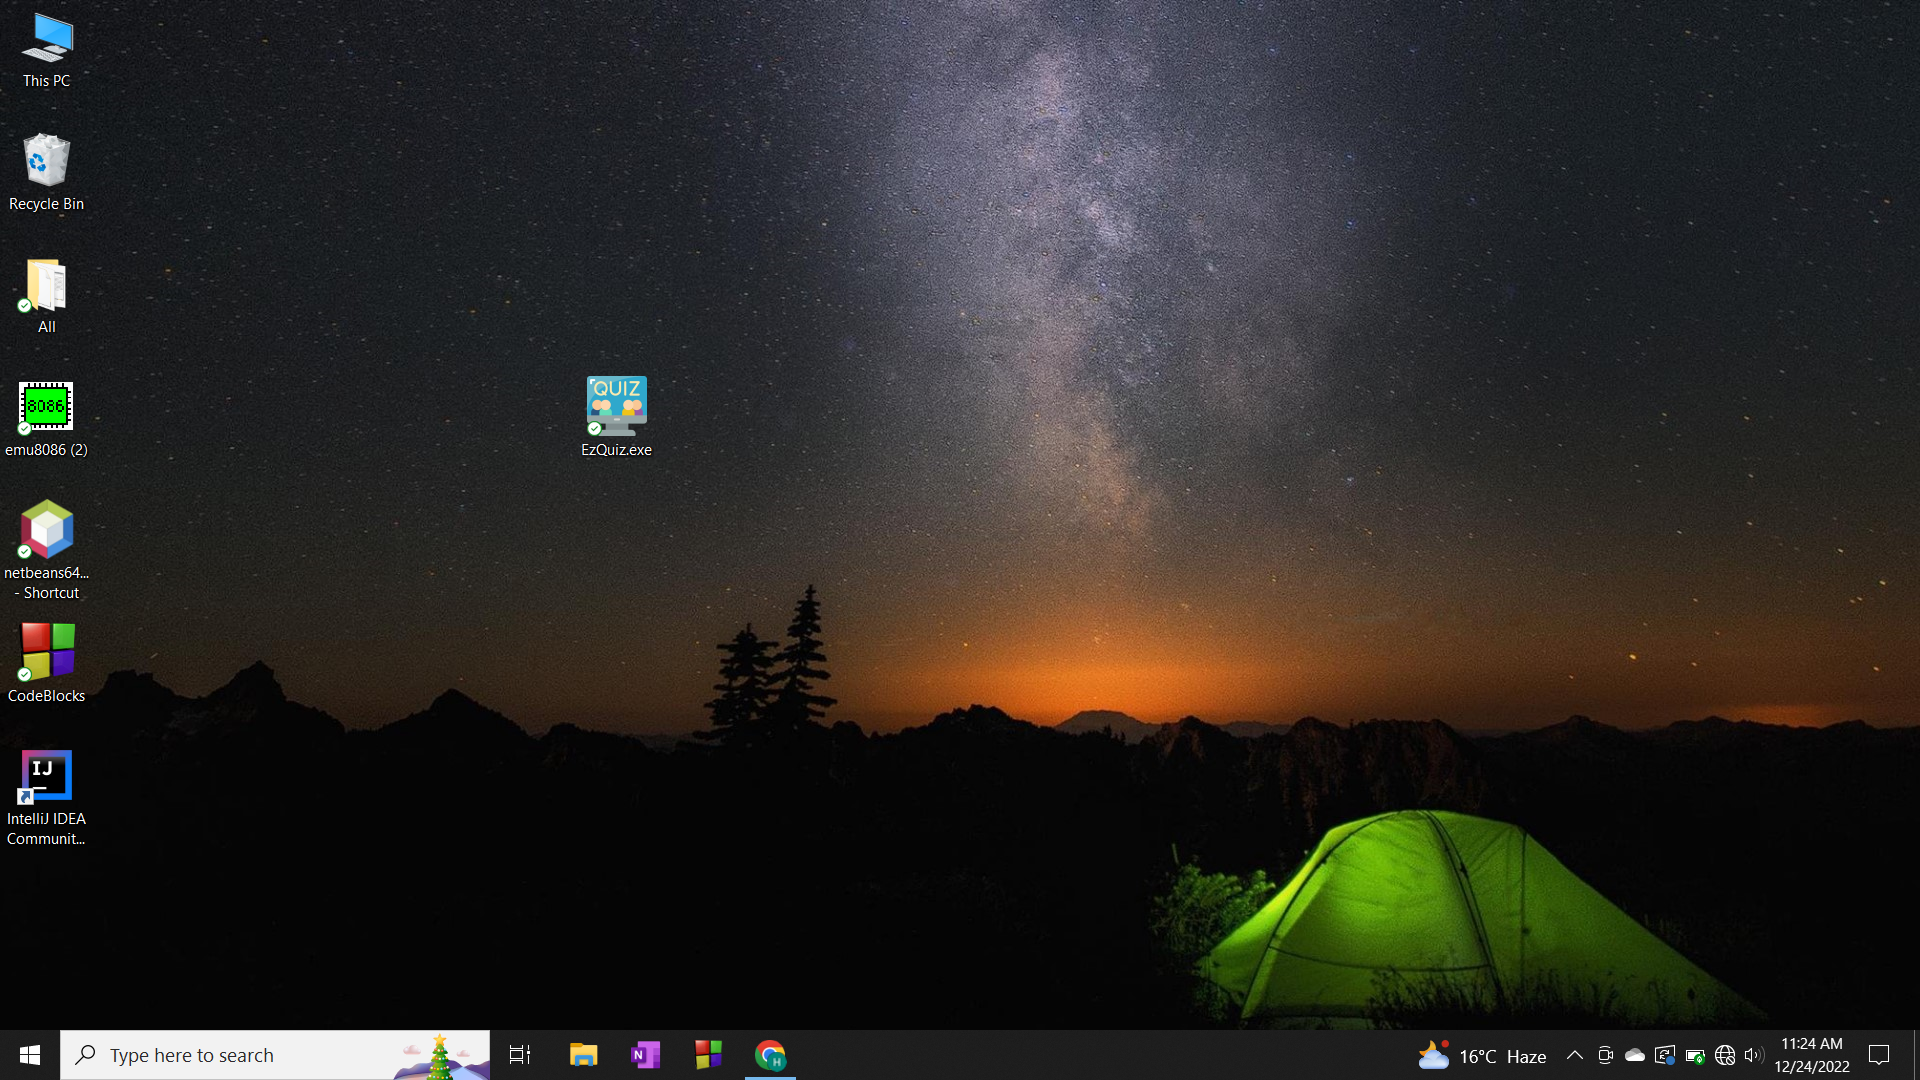 This PC
Recycle Bin
All
8086
emu8086 (2)
netbeans64...
- Shortcut
CodeBlocks
IJ
IntelliJ IDEA
Communit...
QUIZ
EzQuiz.exe
Type here to search
N
H
16°C Haze
11:24 AM
12/24/2022